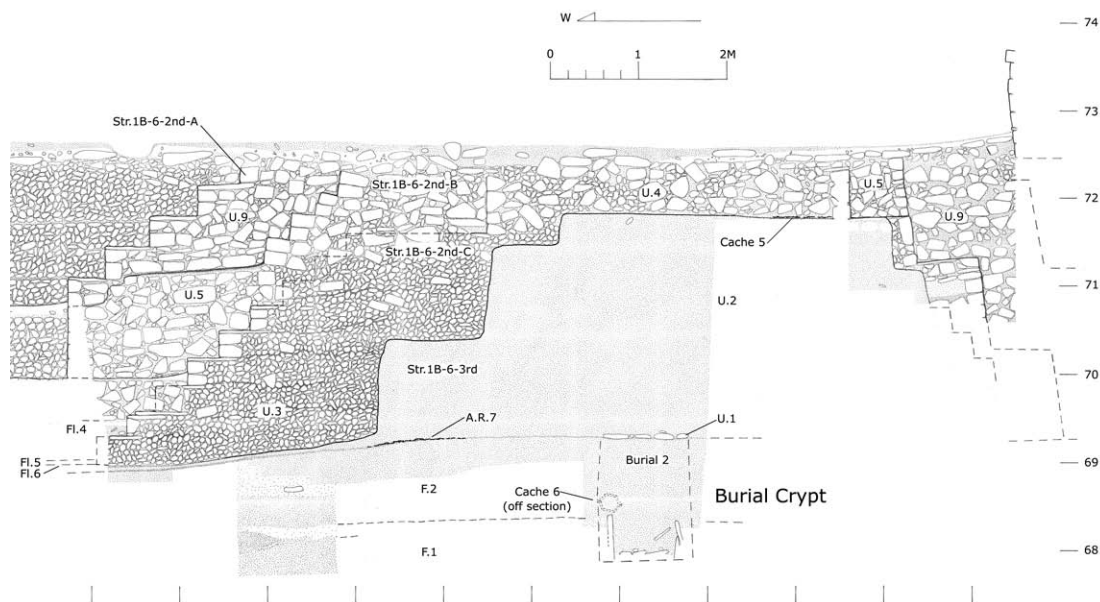 W
74
0 1 2M
73
Str.1B-6-2nd-A
Str.1B-6-2nd-B
U.4
U.5
72
U.9
U.9
Cache 5
Str.1B-6-2nd-C
U.5
U.2
71
Str.1B-6-3rd
70
U.3
A.R.7
U.1
Fl.4
Fl.5
Fl.6
Burial 2
69
F.2
Cache 6
(off section)
Burial Crypt
F.1
68